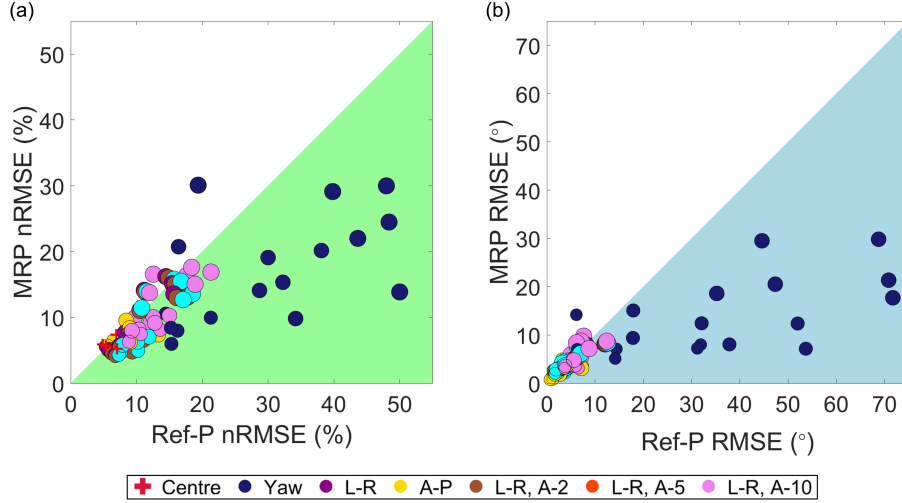 (a)
(b)
MRP nRMSE (%)
50
40
30
20
10
0
0 10 20 30 40 50
Ref-P nRMSE (%)
MRP RMSE (°)
70
60
50
40
30
20
10
0
0 10 20 30 40 50 60 70
Ref-P RMSE (°)
Centre Yaw L-R A-P L-R, A-2 L-R, A-5 L-R, A-10